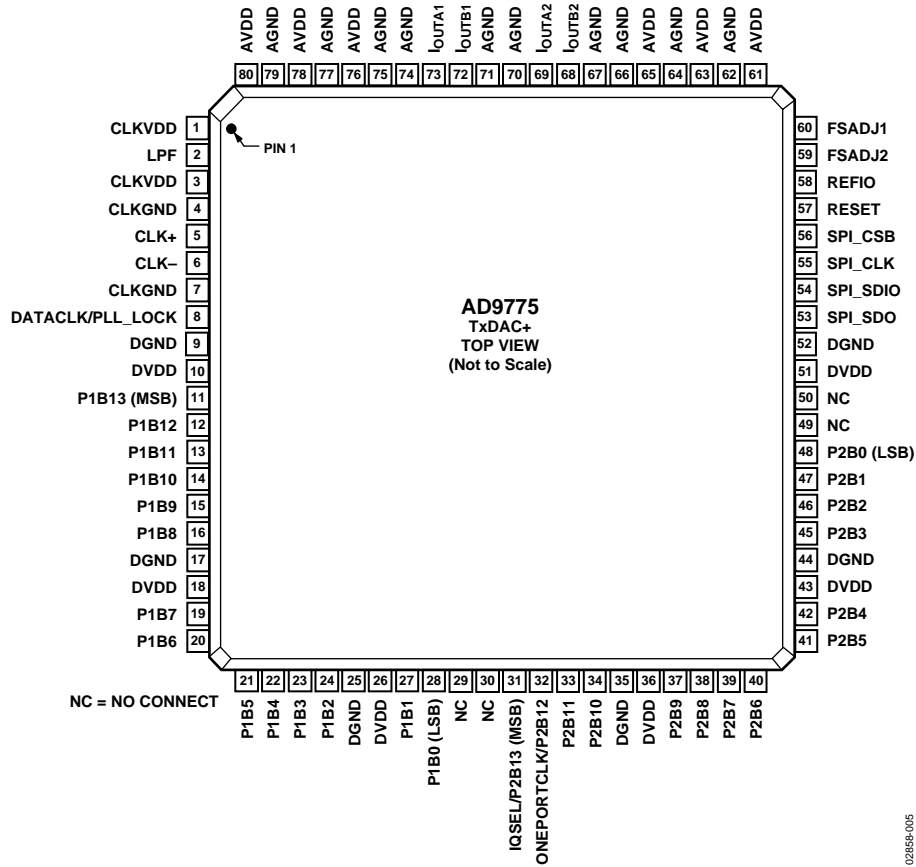 AVDD AGND AVDD AGND AVDD AGND AGND IOUTA1 IOUTB1 AGND AGND IOUTA2 IOUTB2 AGND AGND AVDD AGND AVDD AGND AVDD
80 79 78 77 76 75 74 73 72 71 70 69 68 67 66 65 64 63 62 61
CLKVDD 1
LPF 2
CLKVDD 3
CLKGND 4
CLK+ 5
CLK– 6
CLKGND 7
DATACLK/PLL_LOCK 8
DGND 9
DVDD 10
P1B13 (MSB) 11
P1B12 12
P1B11 13
P1B10 14
P1B9 15
P1B8 16
DGND 17
DVDD 18
P1B7 19
P1B6 20
PIN 1
AD9775
TxDAC+
TOP VIEW
(Not to Scale)
60 FSADJ1
59 FSADJ2
58 REFIO
57 RESET
56 SPI_CSB
55 SPI_CLK
54 SPI_SDIO
53 SPI_SDO
52 DGND
51 DVDD
50 NC
49 NC
48 P2B0 (LSB)
47 P2B1
46 P2B2
45 P2B3
44 DGND
43 DVDD
42 P2B4
41 P2B5
21 22 23 24 25 26 27 28 29 30 31 32 33 34 35 36 37 38 39 40
P1B5 P1B4 P1B3 P1B2 DGND DVDD P1B1 P1B0 (LSB) NC NC IQSEL/P2B13 (MSB) ONEPORTCLK/P2B12 P2B11 P2B10 DGND DVDD P2B9 P2B8 P2B7 P2B6
NC = NO CONNECT
02858-005